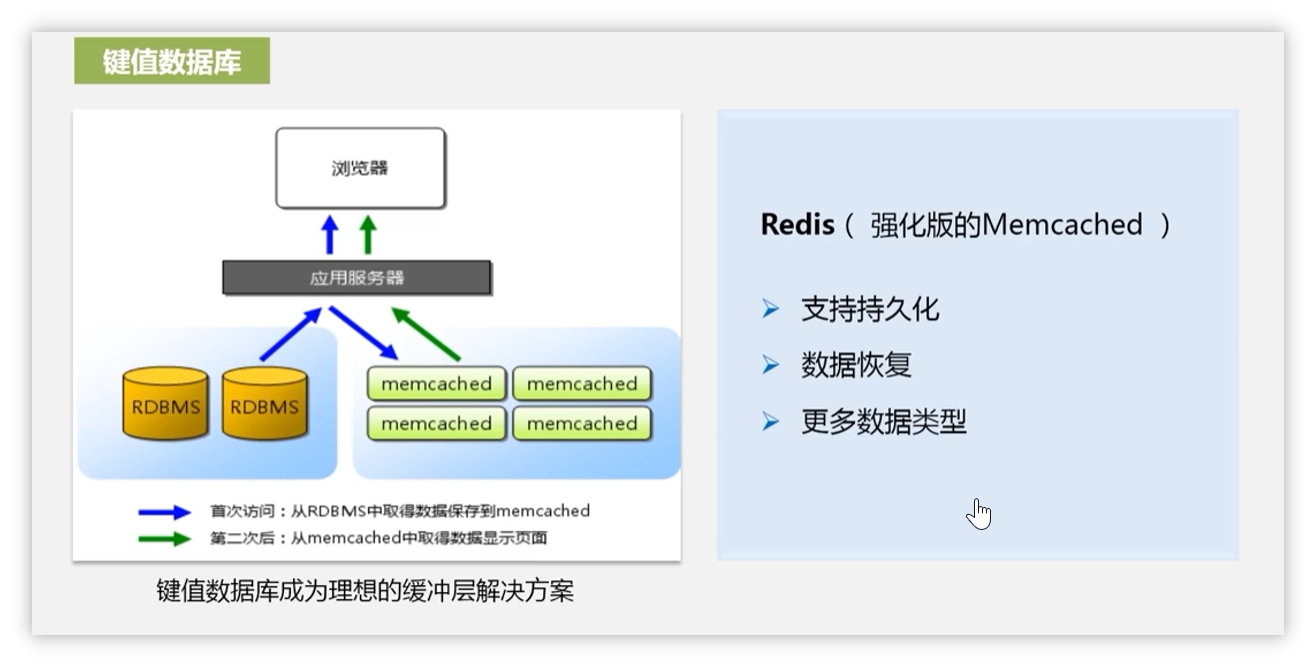 键值数据库
浏览器
应用服务器
RDBMS RDBMS
memcached memcached
memcached memcached
首次访问：从RDBMS中取得数据保存到memcached
第二次后：从memcached中取得数据显示页面
键值数据库成为理想的缓冲层解决方案
Redis（ 强化版的Memcached ）
支持持久化
数据恢复
更多数据类型